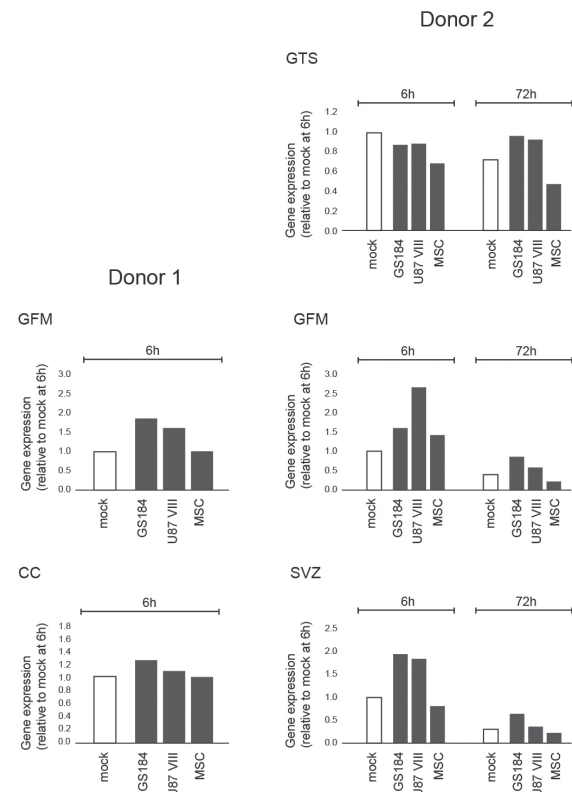 Donor 2
GTS
6h 72h
Gene expression
(relative to mock at 6h)
1.2
1.0
0.8
0.6
0.4
0.2
0.0
mock GS184 U87 VIII MSC mock GS184 U87 VIII MSC
Donor 1
GFM
6h
Gene expression
(relative to mock at 6h)
3.0
2.5
2.0
1.5
1.0
0.5
0.0
mock GS184 U87 VIII MSC
GFM
6h 72h
Gene expression
(relative to mock at 6h)
3.0
2.5
2.0
1.5
1.0
0.5
0.0
mock GS184 U87 VIII MSC mock GS184 U87 VIII MSC
CC
6h
Gene expression
(relative to mock at 6h)
1.8
1.6
1.4
1.2
1.0
0.8
0.6
0.4
0.2
0.0
mock GS184 U87 VIII MSC
SVZ
6h 72h
Gene expression
(relative to mock at 6h)
2.5
2.0
1.5
1.0
0.5
0.0
mock GS184 U87 VIII MSC mock GS184 U87 VIII MSC